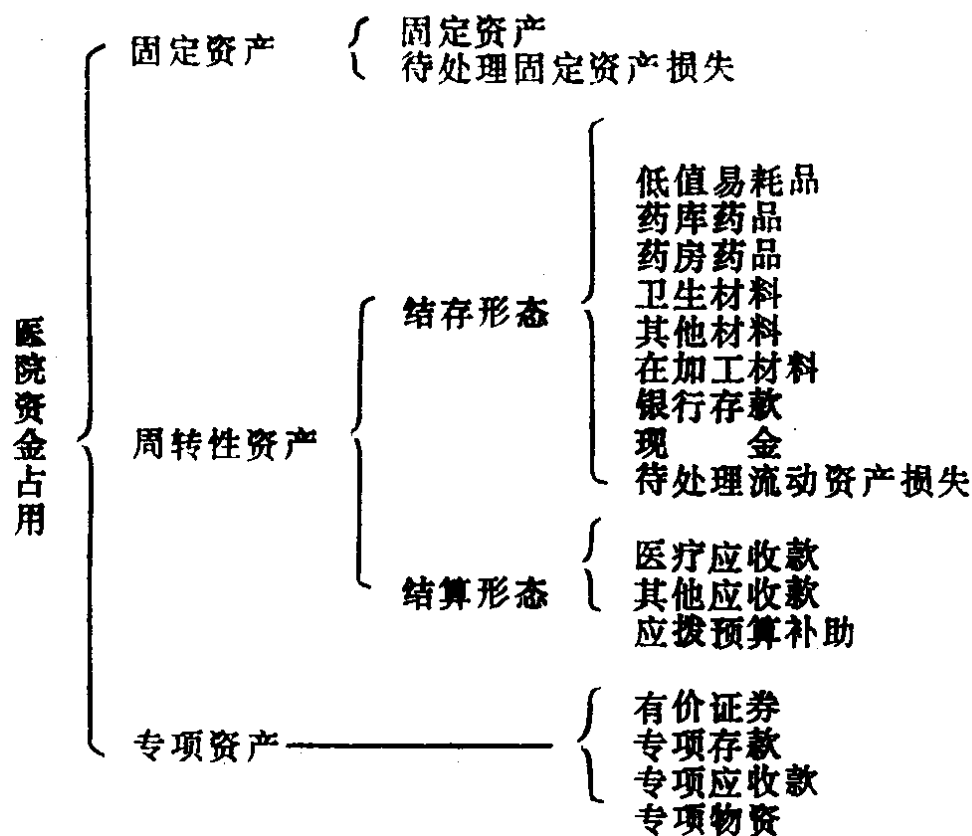 医院资金占用
固定资产
固定资产
待处理固定资产损失
周转性资产
结存形态
低值易耗品
药库药品
药房药品
卫生材料
其他材料
在加工材料
银行存款
现 金
待处理流动资产损失
结算形态
医疗应收款
其他应收款
应拨预算补助
专项资产
有价证券
专项存款
专项应收款
专项物资